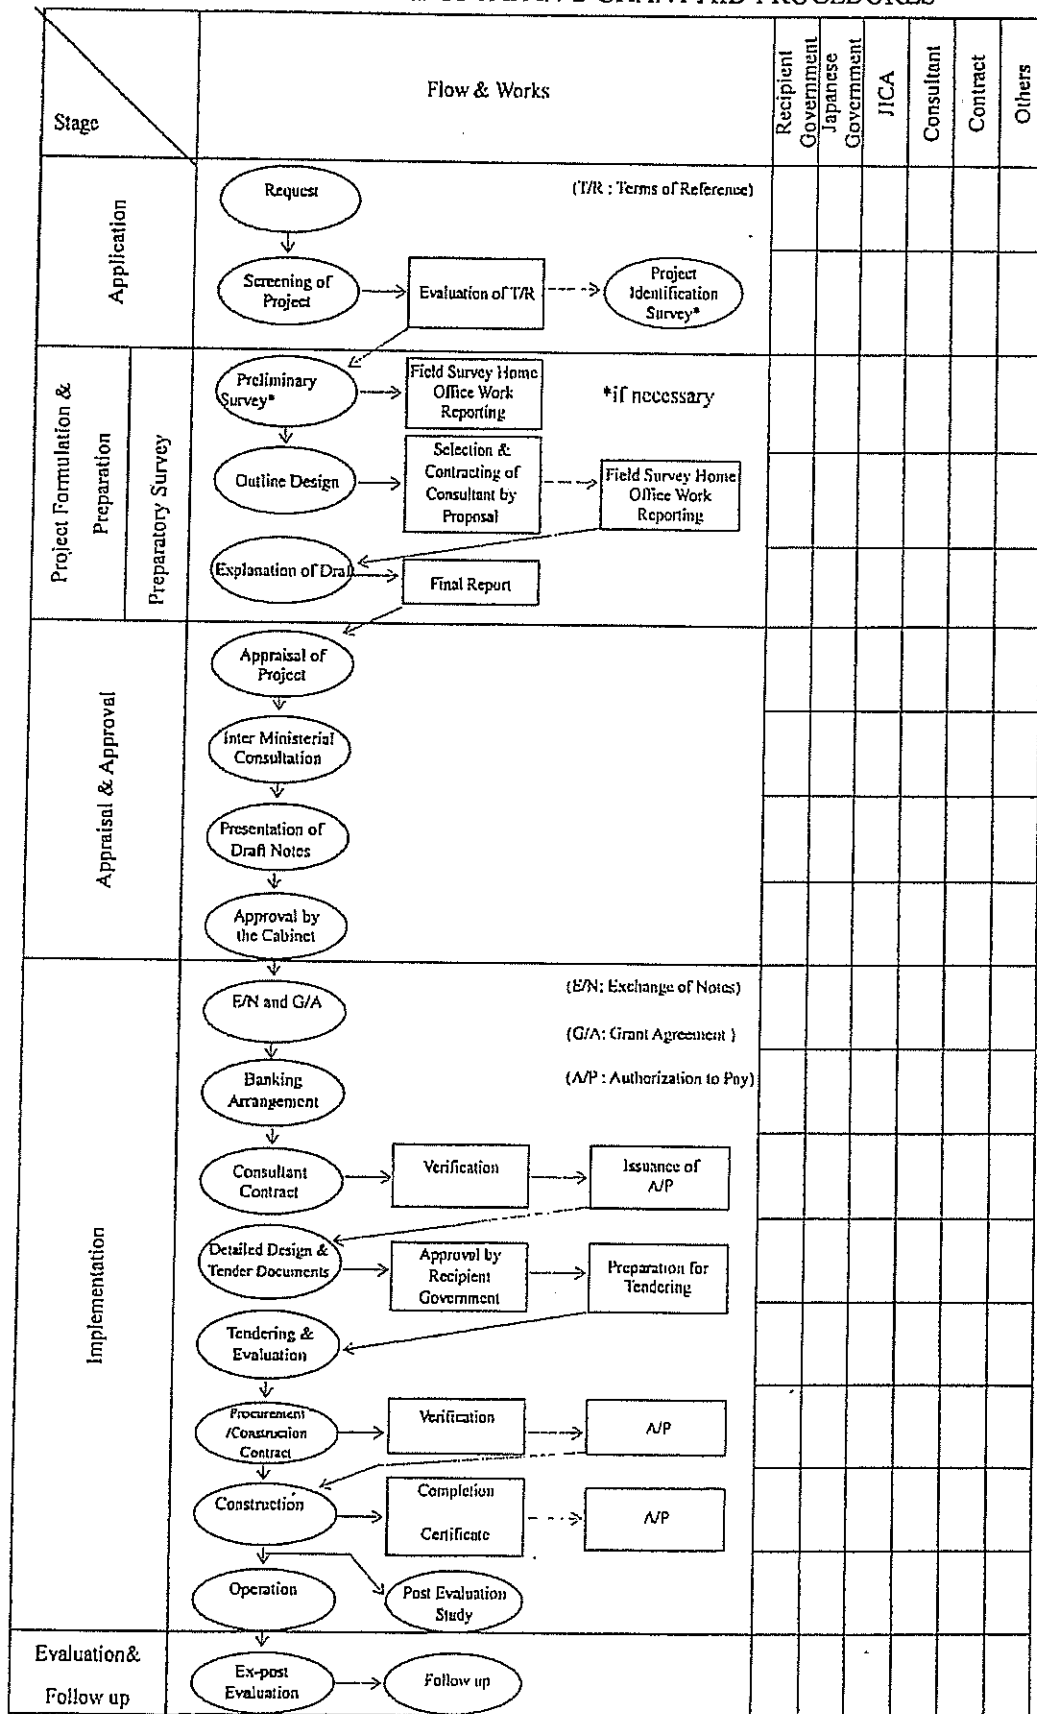 GRANT AID PROCEDURES
Stage
Flow & Works
Recipient
Government
Japanese
Government
JICA
Consultant
Contract
Others
Application
Request
(T/R : Terms of Reference)
Screening of
Project
Evaluation of T/R
Project
Identification
Survey*
Project Formulation &
Preparation
Preparatory Survey
Preliminary
Survey*
Field Survey Home
Office Work
Reporting
*if necessary
Outline Design
Selection &
Contracting of
Consultant by
Proposal
Field Survey Home
Office Work
Reporting
Explanation of Draft
Final Report
Appraisal & Approval
Appraisal of
Project
Inter Ministerial
Consultation
Presentation of
Draft Notes
Approval by
the Cabinet
Implementation
E/N and G/A
(E/N: Exchange of Notes)
(G/A: Grant Agreement )
(A/P : Authorization to Pay)
Banking
Arrangement
Consultant
Contract
Verification
Issuance of
A/P
Detailed Design &
Tender Documents
Approval by
Recipient
Government
Preparation for
Tendering
Tendering &
Evaluation
Procurement
/Construction
Contract
Verification
A/P
Construction
Completion
Certificate
A/P
Operation
Post Evaluation
Study
Evaluation&
Follow up
Ex-post
Evaluation
Follow up